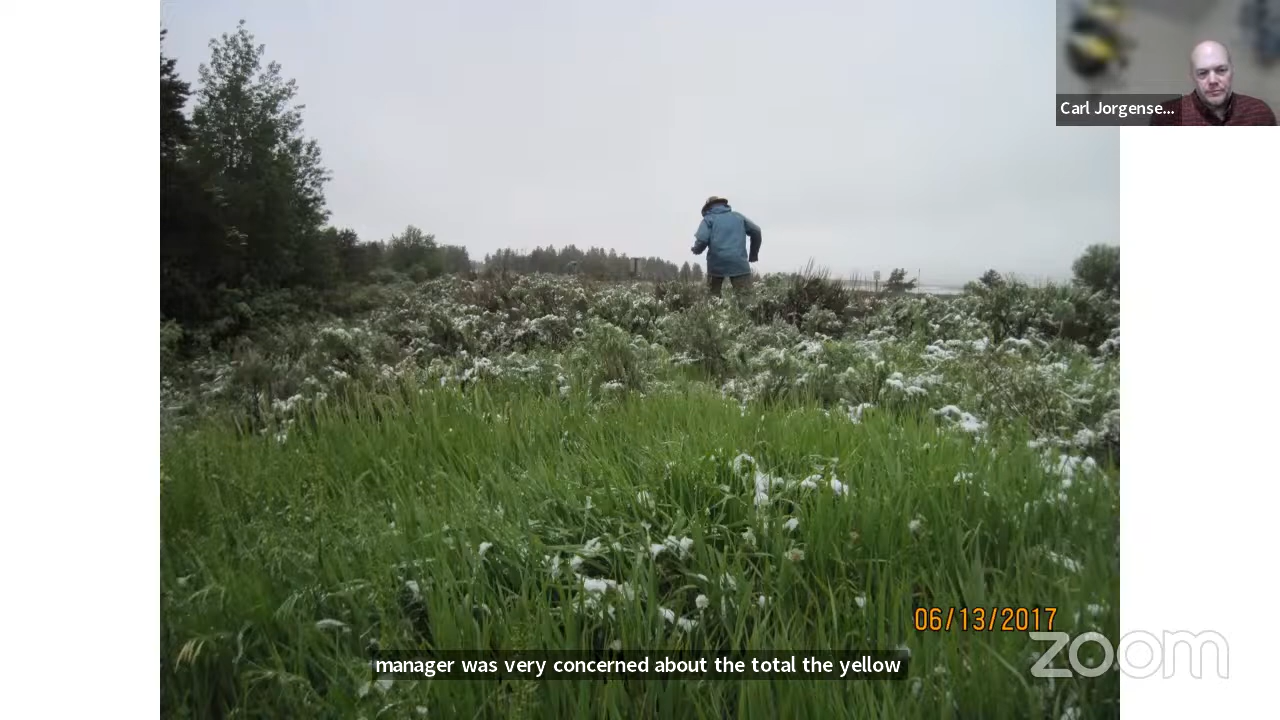 Carl Jorgense...
06/13/2017
manager was very concerned about the total the yellow
zoom